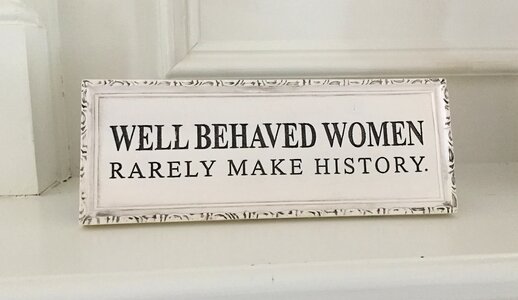 WELL BEHAVED WOMEN
RARELY MAKE HISTORY.